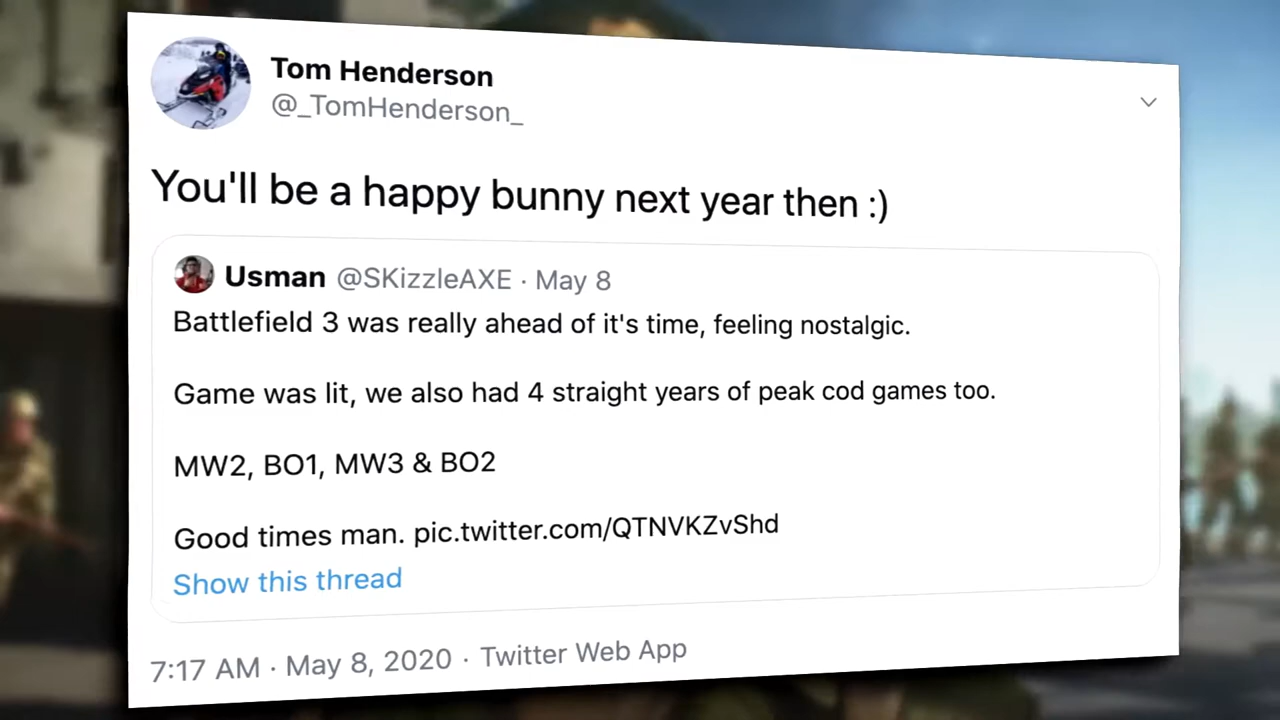 Tom Henderson
@_TomHenderson_
You'll be a happy bunny next year then :)
Usman @SKizzleAXE · May 8
Battlefield 3 was really ahead of it's time, feeling nostalgic.
Game was lit, we also had 4 straight years of peak cod games too.
MW2, BO1, MW3 & BO2
Good times man. pic.twitter.com/QTNVKZvShd
Show this thread
7:17 AM · May 8, 2020 · Twitter Web App